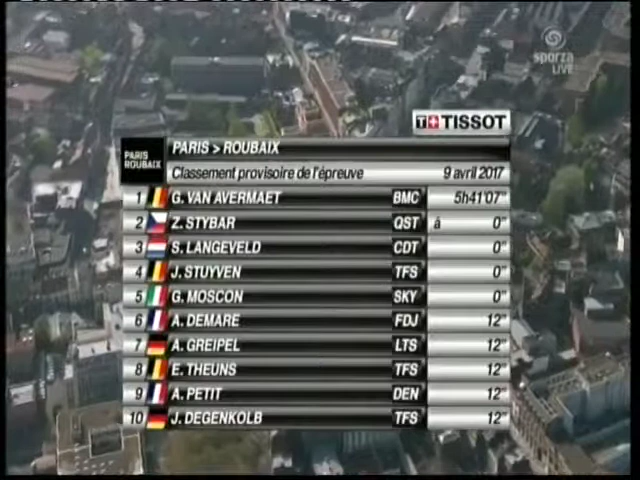 sporza
LIVE
T+TISSOT
PARIS
ROUBAIX
PARIS > ROUBAIX
Classement provisoire de l'épreuve 9 avril 2017
1 G. VAN AVERMAET BMC 5h41'07"
2 Z. STYBAR QST à 0"
3 S. LANGEVELD CDT 0"
4 J. STUYVEN TFS 0"
5 G. MOSCON SKY 0"
6 A. DEMARE FDJ 12"
7 A. GREIPEL LTS 12"
8 E. THEUNS TFS 12"
9 A. PETIT DEN 12"
10 J. DEGENKOLB TFS 12"